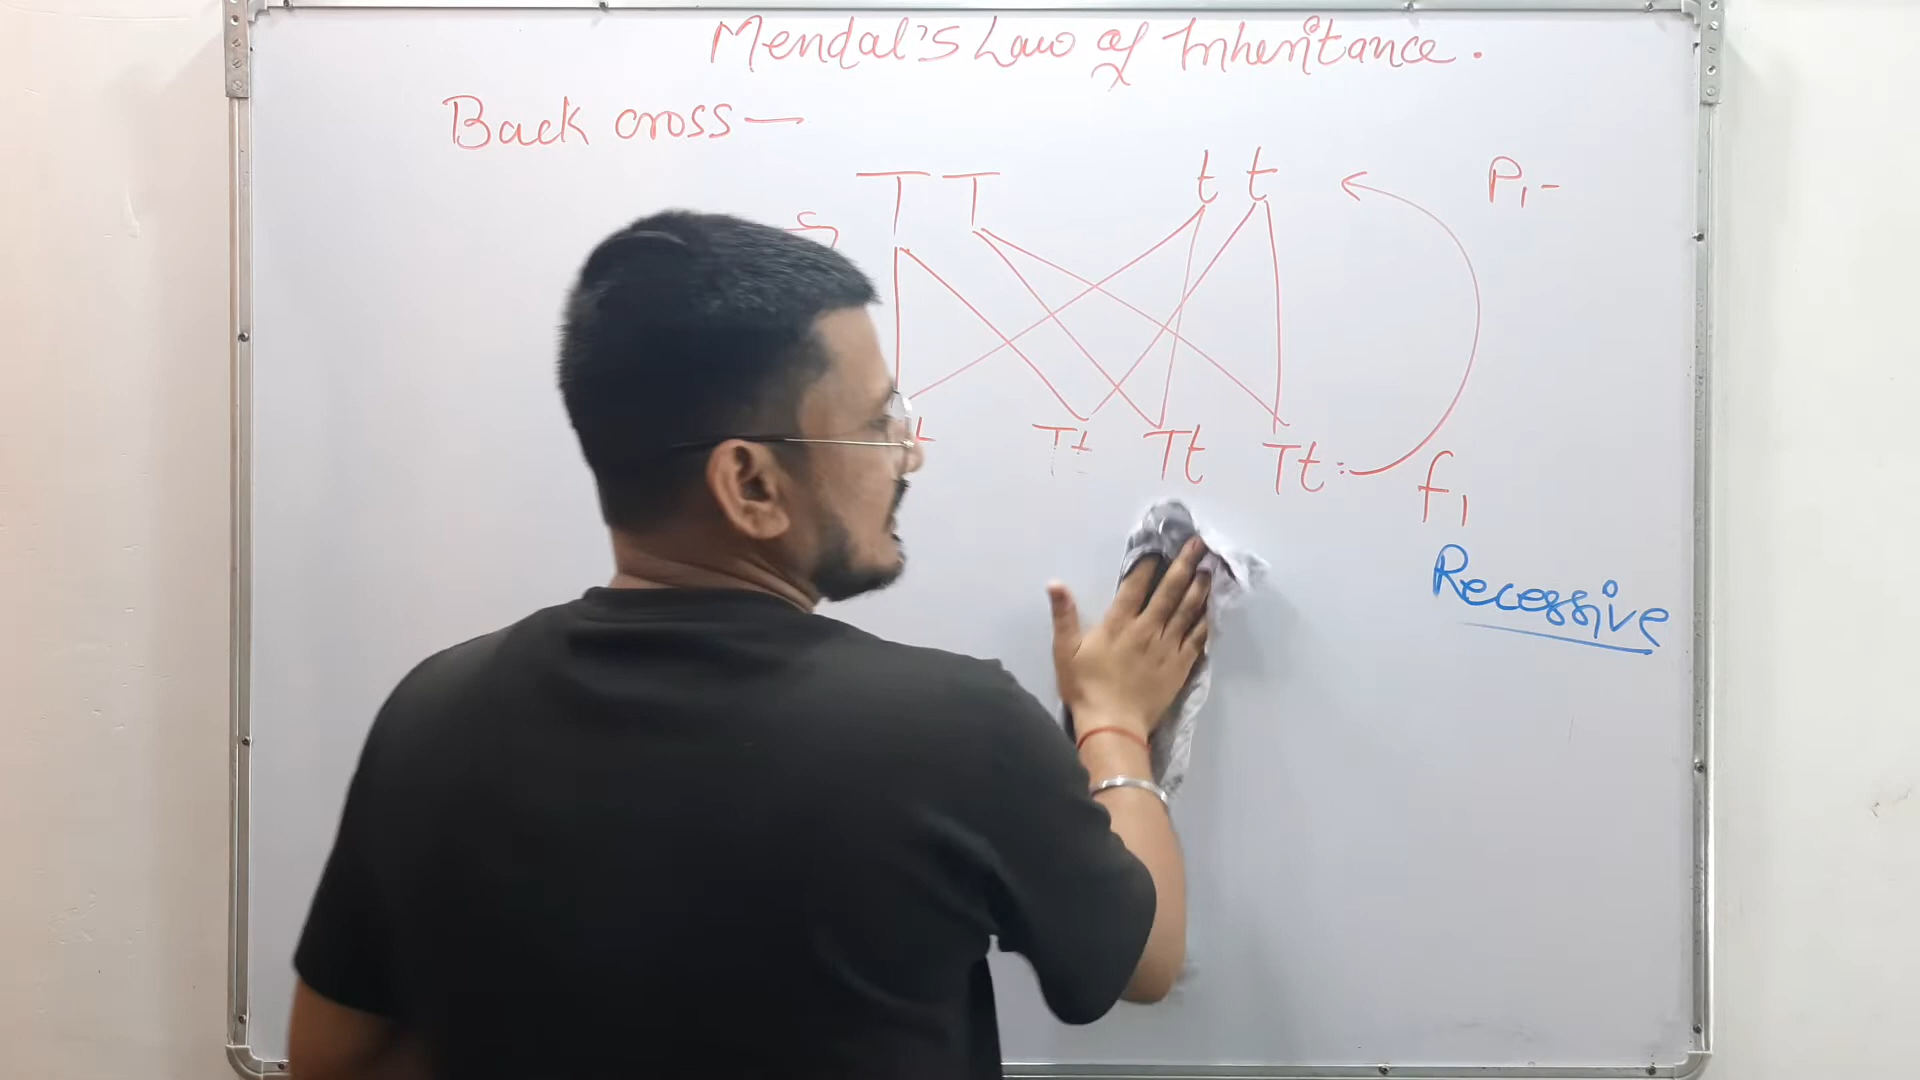 Mendal's Law of Inheritance.
Back cross —
T T t t P1 -
Tt Tt Tt f1
Recessive